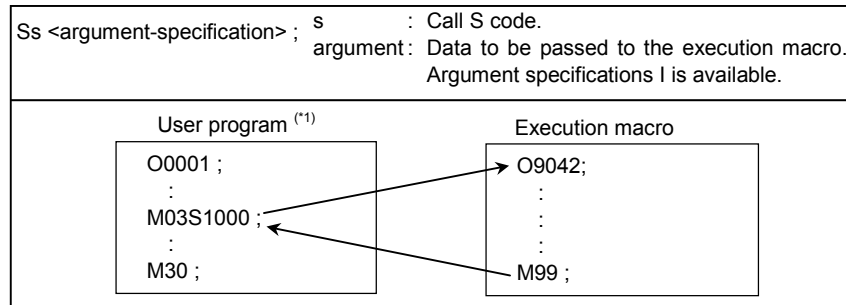 Ss <argument-specification> ; s : Call S code.
argument : Data to be passed to the execution macro.
Argument specifications I is available.
User program (*1)
O0001 ;
:
M03S1000 ;
:
M30 ;
Execution macro
O9042;
:
:
:
M99 ;